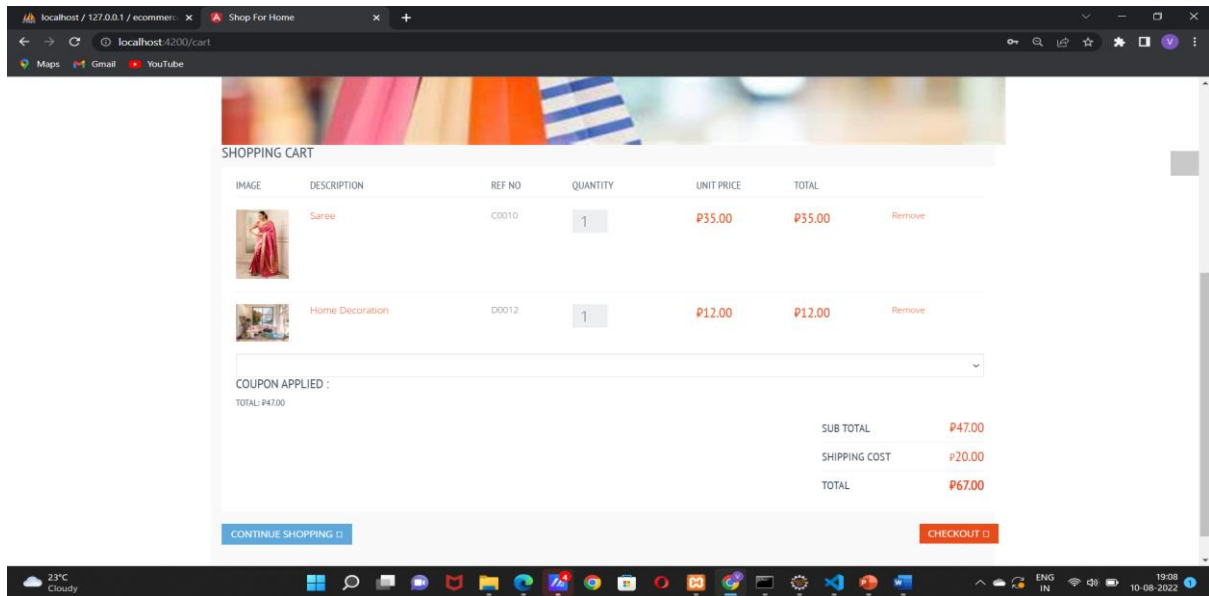 localhost / 127.0.0.1 / ecommerc
Shop For Home
localhost:4200/cart
Maps Gmail YouTube
SHOPPING CART
IMAGE DESCRIPTION REF NO QUANTITY UNIT PRICE TOTAL
Saree C0010 1 ₽35.00 ₽35.00 Remove
Home Decoration D0012 1 ₽12.00 ₽12.00 Remove
COUPON APPLIED :
TOTAL: ₽47.00
SUB TOTAL ₽47.00
SHIPPING COST ₽20.00
TOTAL ₽67.00
CONTINUE SHOPPING CHECKOUT
23°C
Cloudy
ENG
IN
19:08
10-08-2022